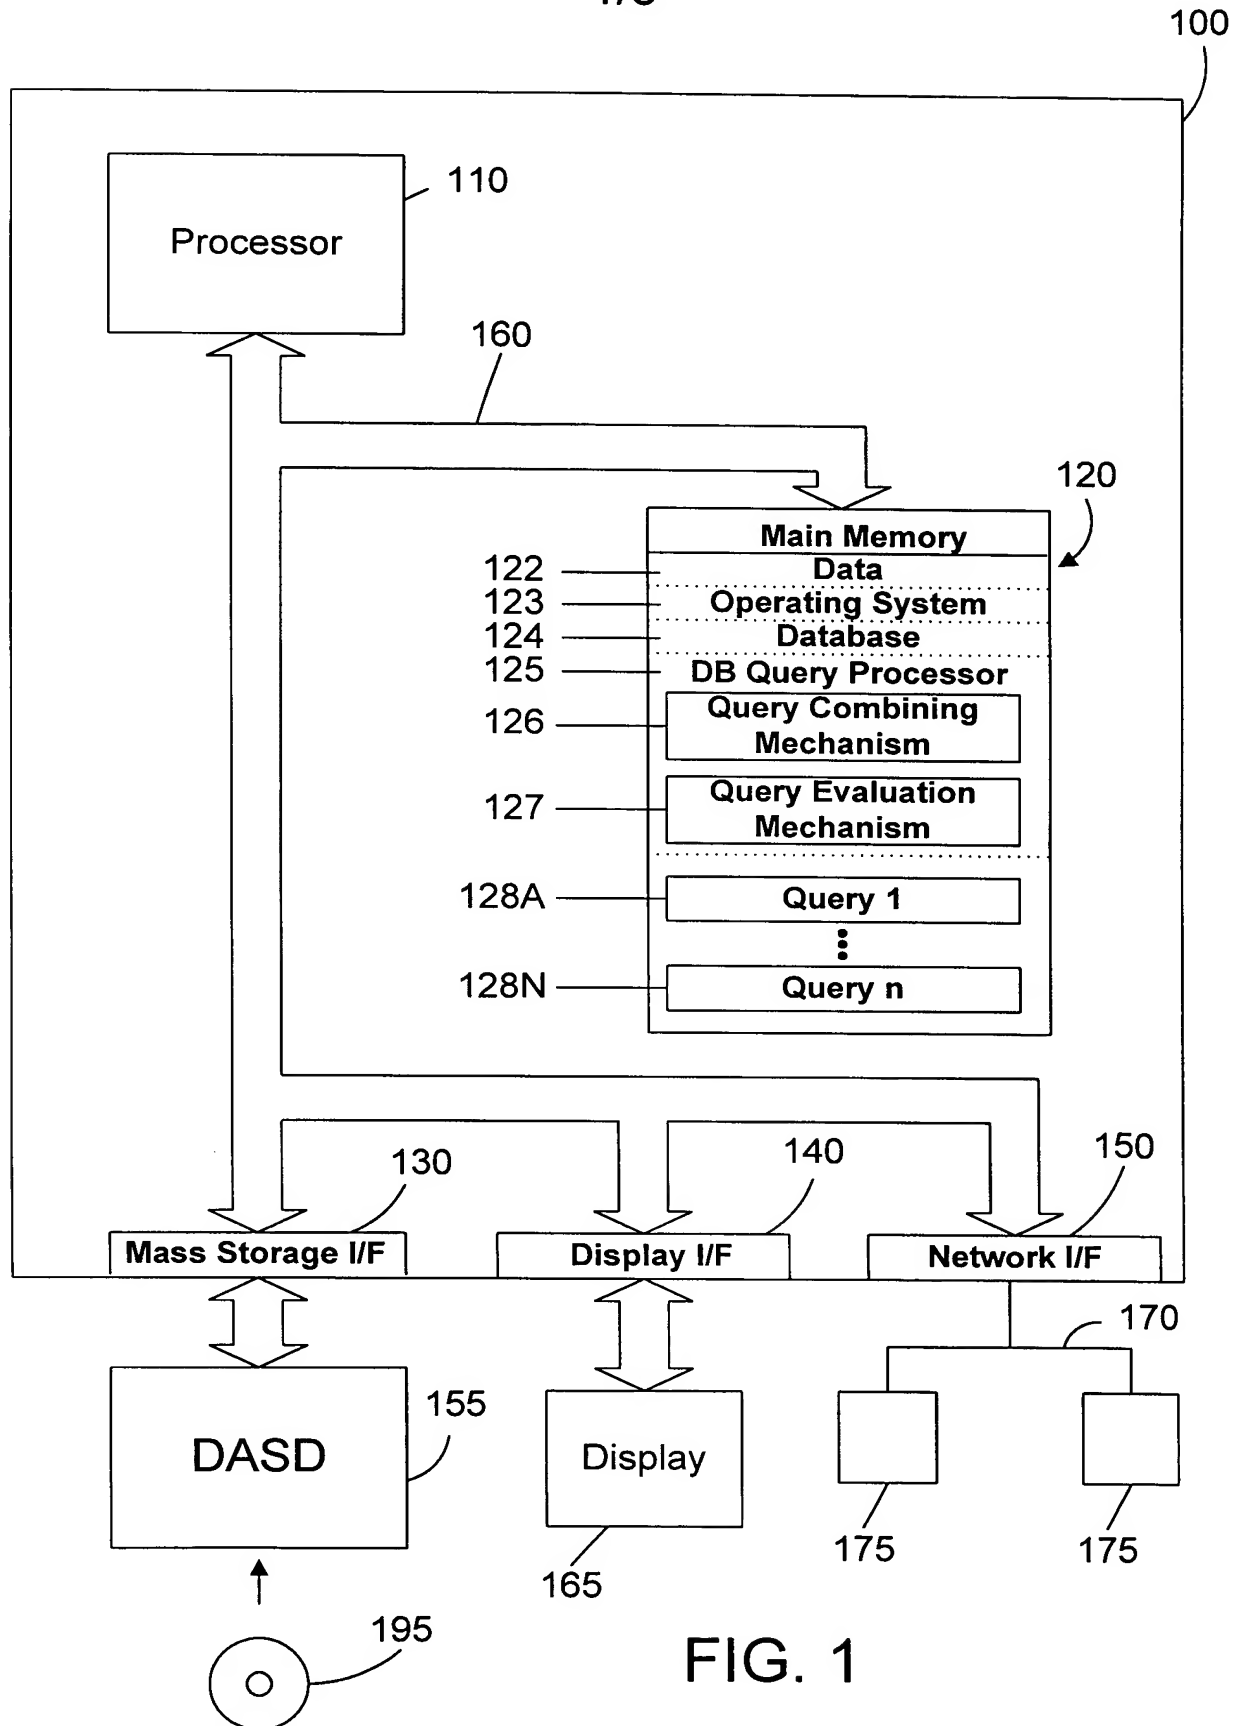 100
110
Processor
160
120
Main Memory
122
Data
123
Operating System
124
Database
125
DB Query Processor
126
Query Combining
Mechanism
127
Query Evaluation
Mechanism
128A
Query 1
128N
Query n
130
140
150
Mass Storage I/F
Display I/F
Network I/F
170
155
DASD
Display
175
175
165
195
FIG. 1